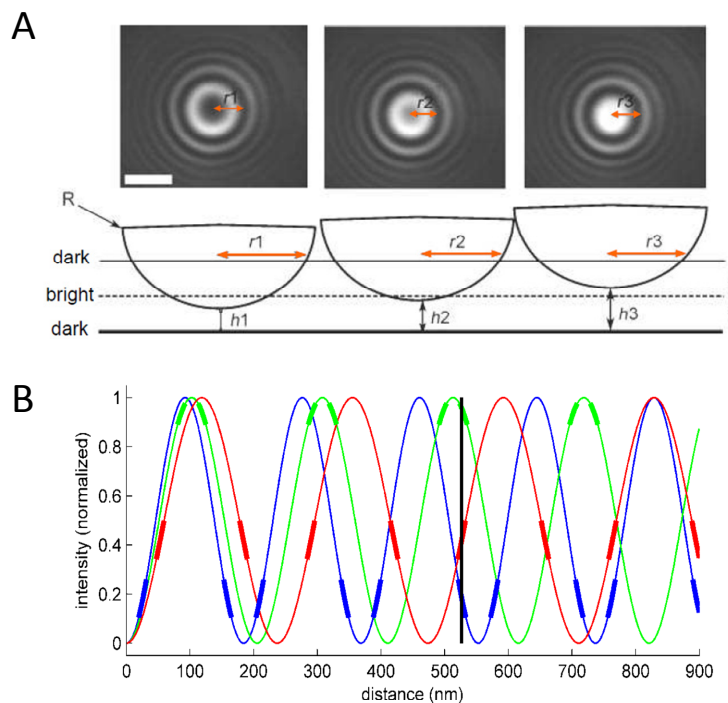 A
r1
r2
r3
R
r1
r2
r3
dark
bright
h1
h2
h3
dark
B
intensity (normalized)
1
0.8
0.6
0.4
0.2
0
0 100 200 300 400 500 600 700 800 900
distance (nm)